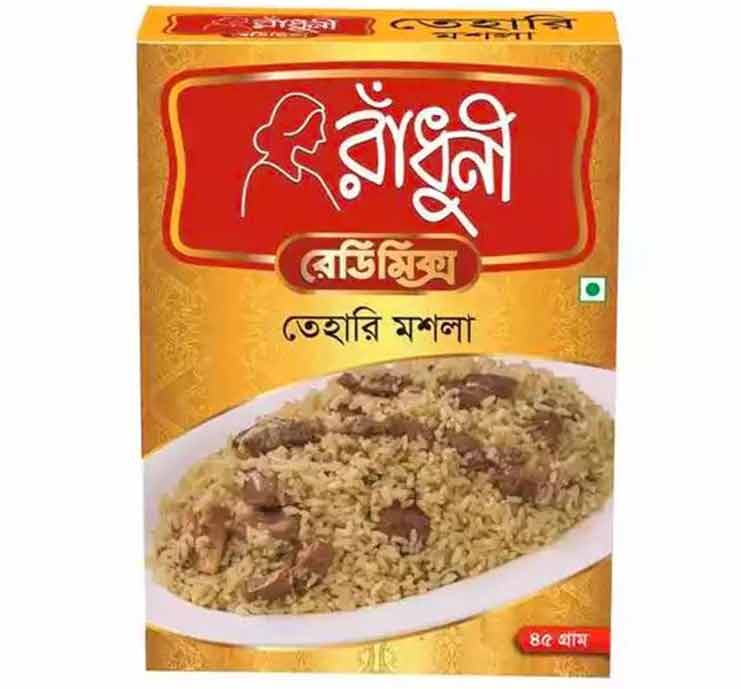 রাঁধুনী
রেডিমিক্স
তেহারি
মশলা
রাঁধুনী
রেডিমিক্স
তেহারি মশলা
৪৫ গ্রাম